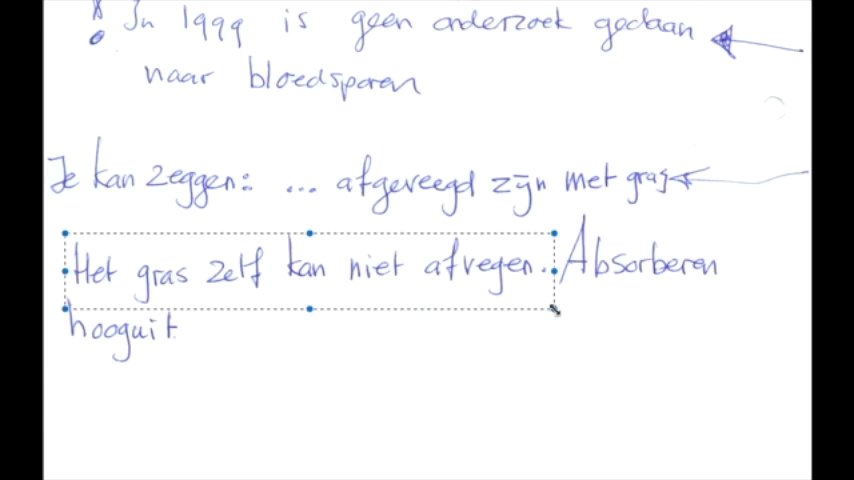 ! In 1999 is geen onderzoek gedaan
naar bloedsporen
Je kan zeggen: ... afgeveegd zijn met gras
Het gras zelf kan niet afvegen.. Absorberen
hooguit